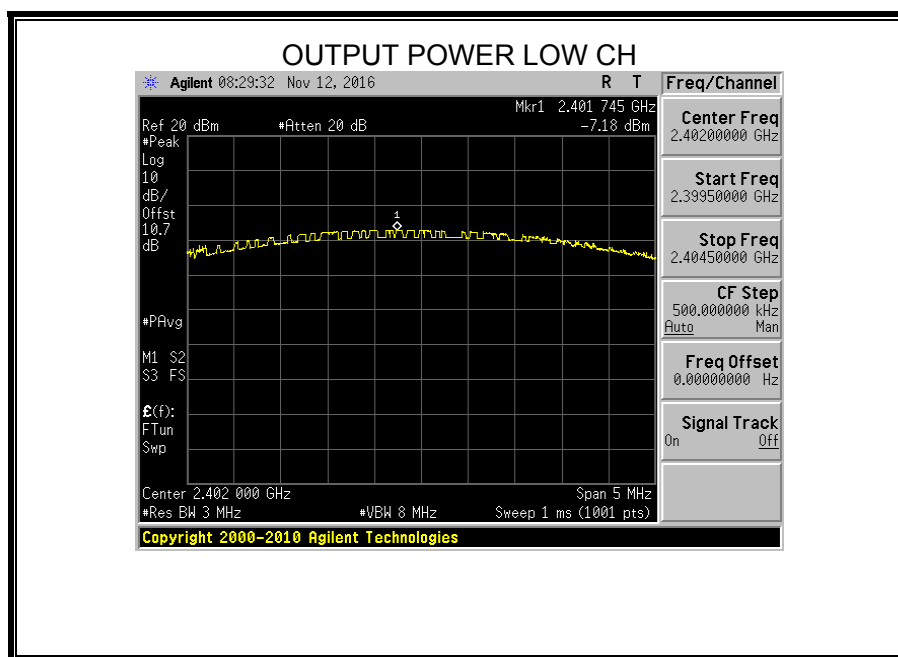 OUTPUT POWER LOW CH
Agilent 08:29:32 Nov 12, 2016 R T
Freq/Channel
Mkr1 2.401 745 GHz
Ref 20 dBm #Atten 20 dB -7.18 dBm
#Peak
Log
10
dB/
Offst
10.7
dB
1
#PAvg
M1 S2
S3 FS
£(f):
FTun
Swp
Center 2.402 000 GHz Span 5 MHz
#Res BW 3 MHz #VBW 8 MHz Sweep 1 ms (1001 pts)
Center Freq
2.40200000 GHz
Start Freq
2.39950000 GHz
Stop Freq
2.40450000 GHz
CF Step
500.000000 kHz
Auto Man
Freq Offset
0.00000000 Hz
Signal Track
On Off
Copyright 2000-2010 Agilent Technologies